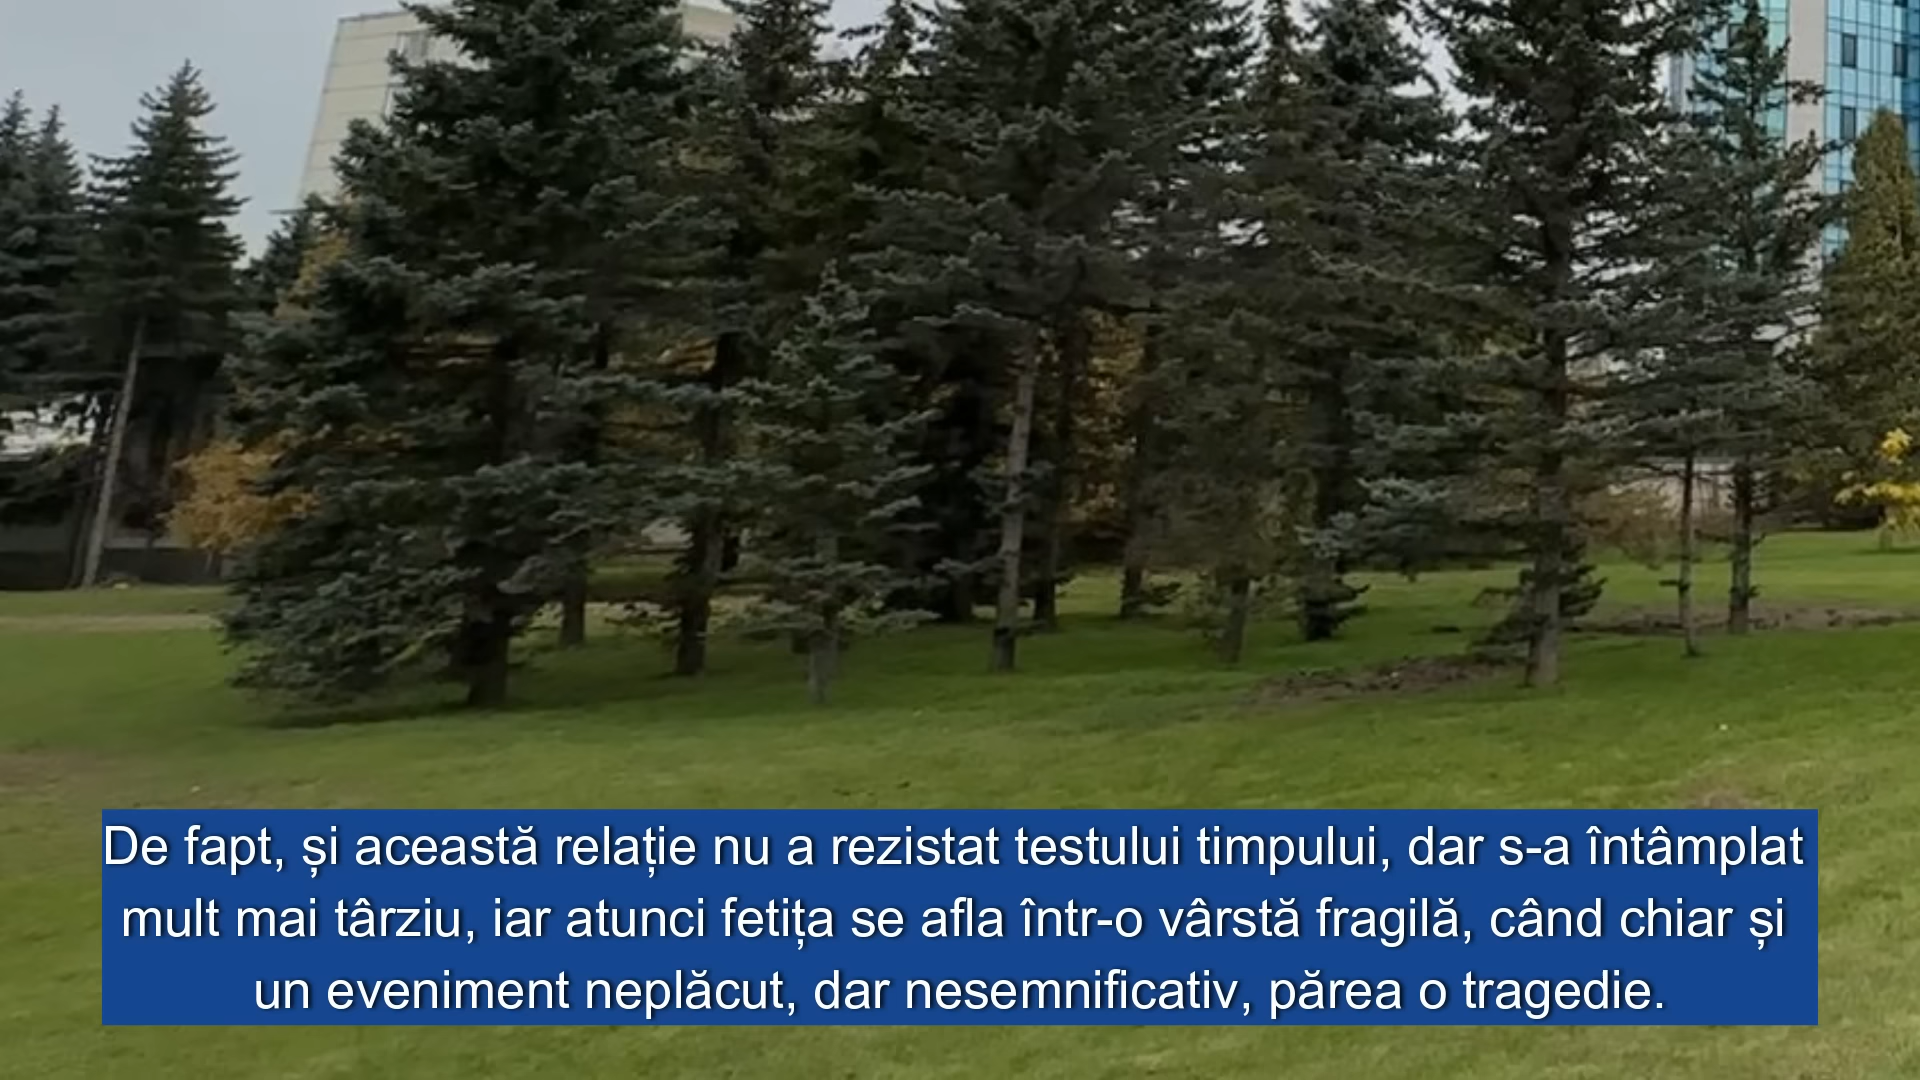 De fapt, și această relație nu a rezistat testului timpului, dar s-a întâmplat
mult mai târziu, iar atunci fetița se afla într-o vârstă fragilă, când chiar și
un eveniment neplăcut, dar nesemnificativ, părea o tragedie.